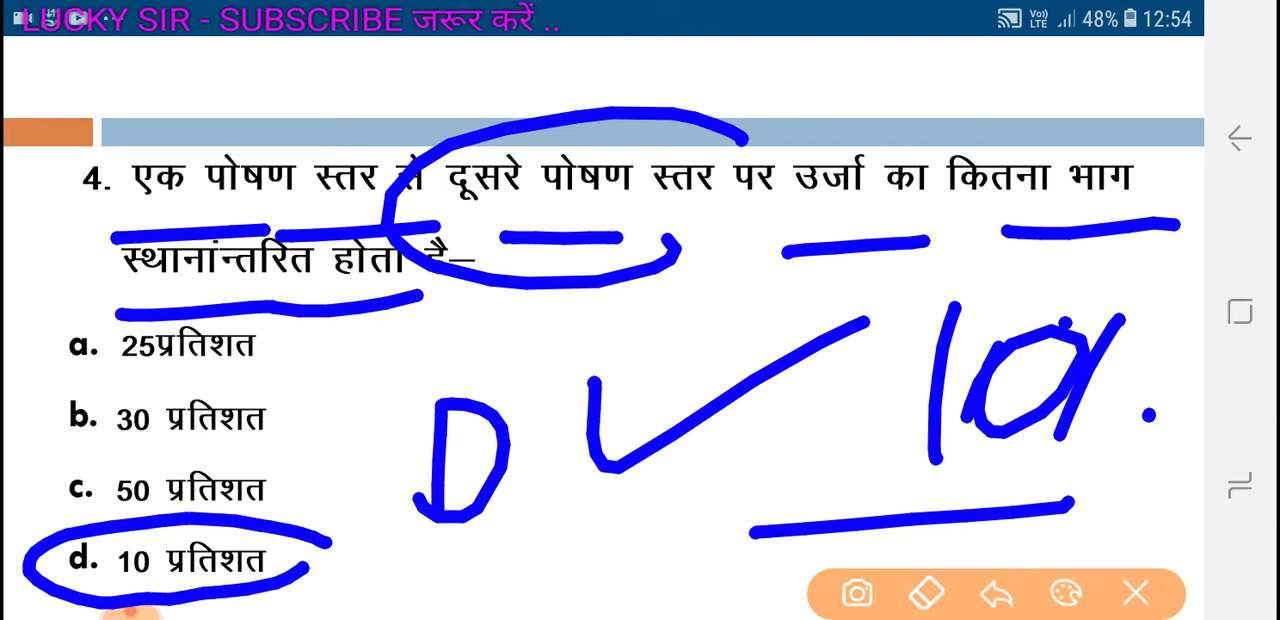 LUCKY SIR - SUBSCRIBE जरूर करें ..
48% 12:54
4. एक पोषण स्तर से दूसरे पोषण स्तर पर उर्जा का कितना भाग
स्थानांन्तरित होता है–
a. 25प्रतिशत
b. 30 प्रतिशत
c. 50 प्रतिशत
d. 10 प्रतिशत
D
10%.